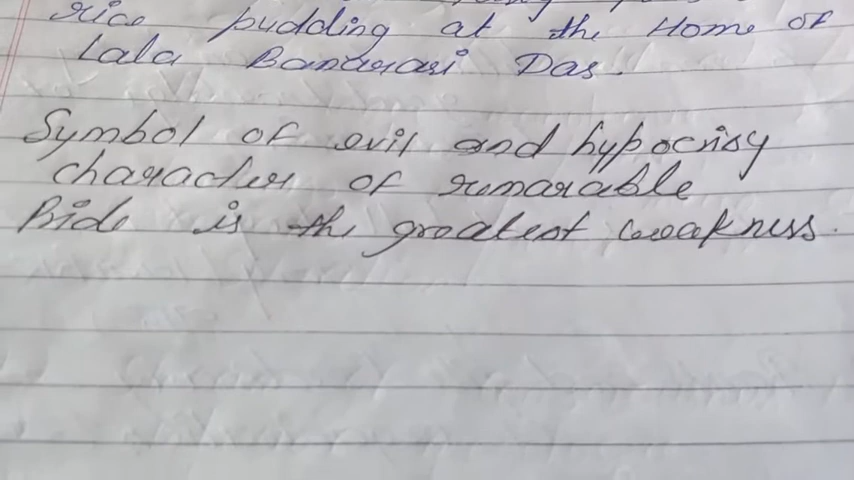 rice pudding at the Home of
Lala Banarasi Das.
Symbol of evil and hypocrisy
character of remarable
Pride is the greatest weakness.